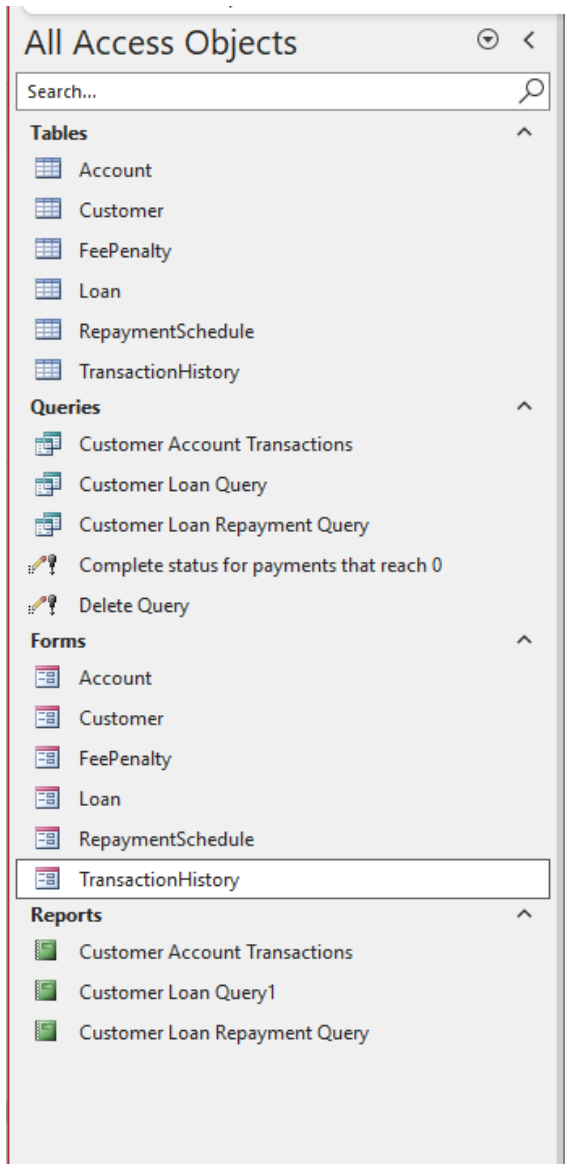 All Access Objects
Search...
Tables
Account
Customer
FeePenalty
Loan
RepaymentSchedule
TransactionHistory
Queries
Customer Account Transactions
Customer Loan Query
Customer Loan Repayment Query
Complete status for payments that reach 0
Delete Query
Forms
Account
Customer
FeePenalty
Loan
RepaymentSchedule
TransactionHistory
Reports
Customer Account Transactions
Customer Loan Query1
Customer Loan Repayment Query